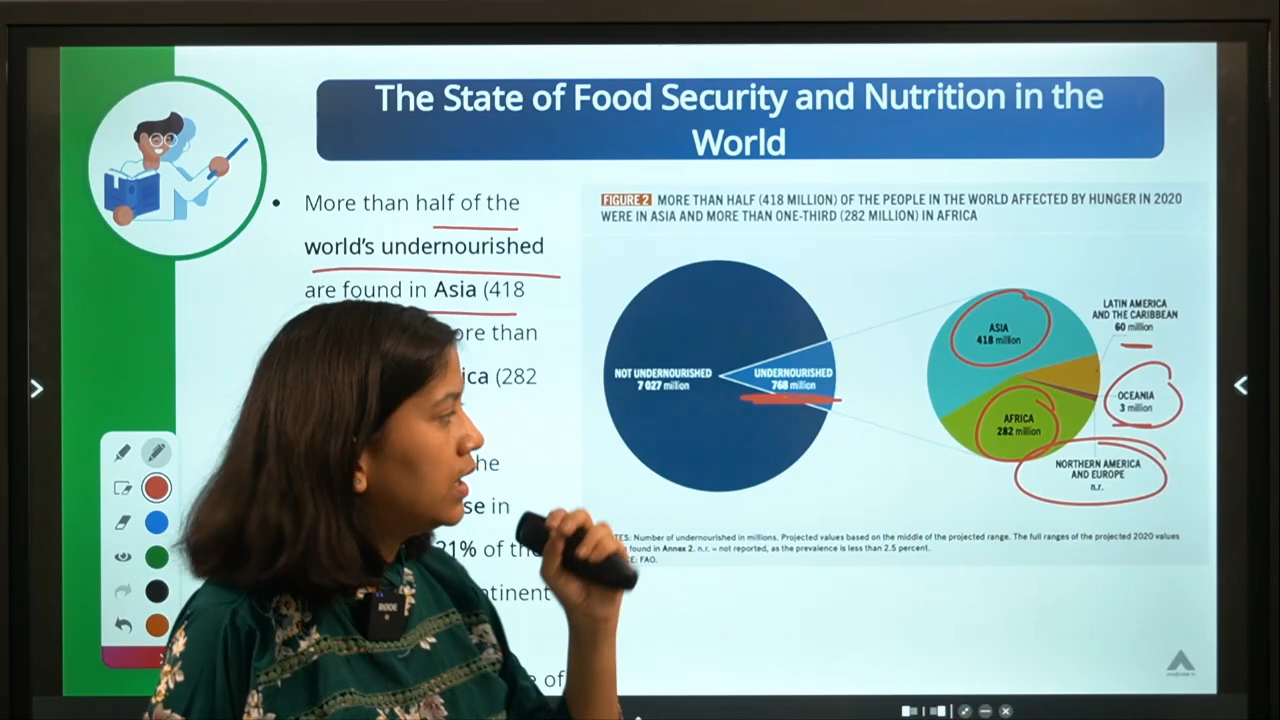 The State of Food Security and Nutrition in the
World
• More than half of the
world's undernourished
are found in Asia (418
ore than
ica (282
he
se in
21% of the
ntinent
of
FIGURE 2 MORE THAN HALF (418 MILLION) OF THE PEOPLE IN THE WORLD AFFECTED BY HUNGER IN 2020
WERE IN ASIA AND MORE THAN ONE-THIRD (282 MILLION) IN AFRICA
NOT UNDERNOURISHED
7 027 million
UNDERNOURISHED
768 million
ASIA
418 million
AFRICA
282 million
LATIN AMERICA
AND THE CARIBBEAN
60 million
OCEANIA
3 million
NORTHERN AMERICA
AND EUROPE
n.r.
TES: Number of undernourished in millions. Projected values based on the middle of the projected range. The full ranges of the projected 2020 values
found in Annex 2. n.r. = not reported, as the prevalence is less than 2.5 percent.
E: FAO.
RODE